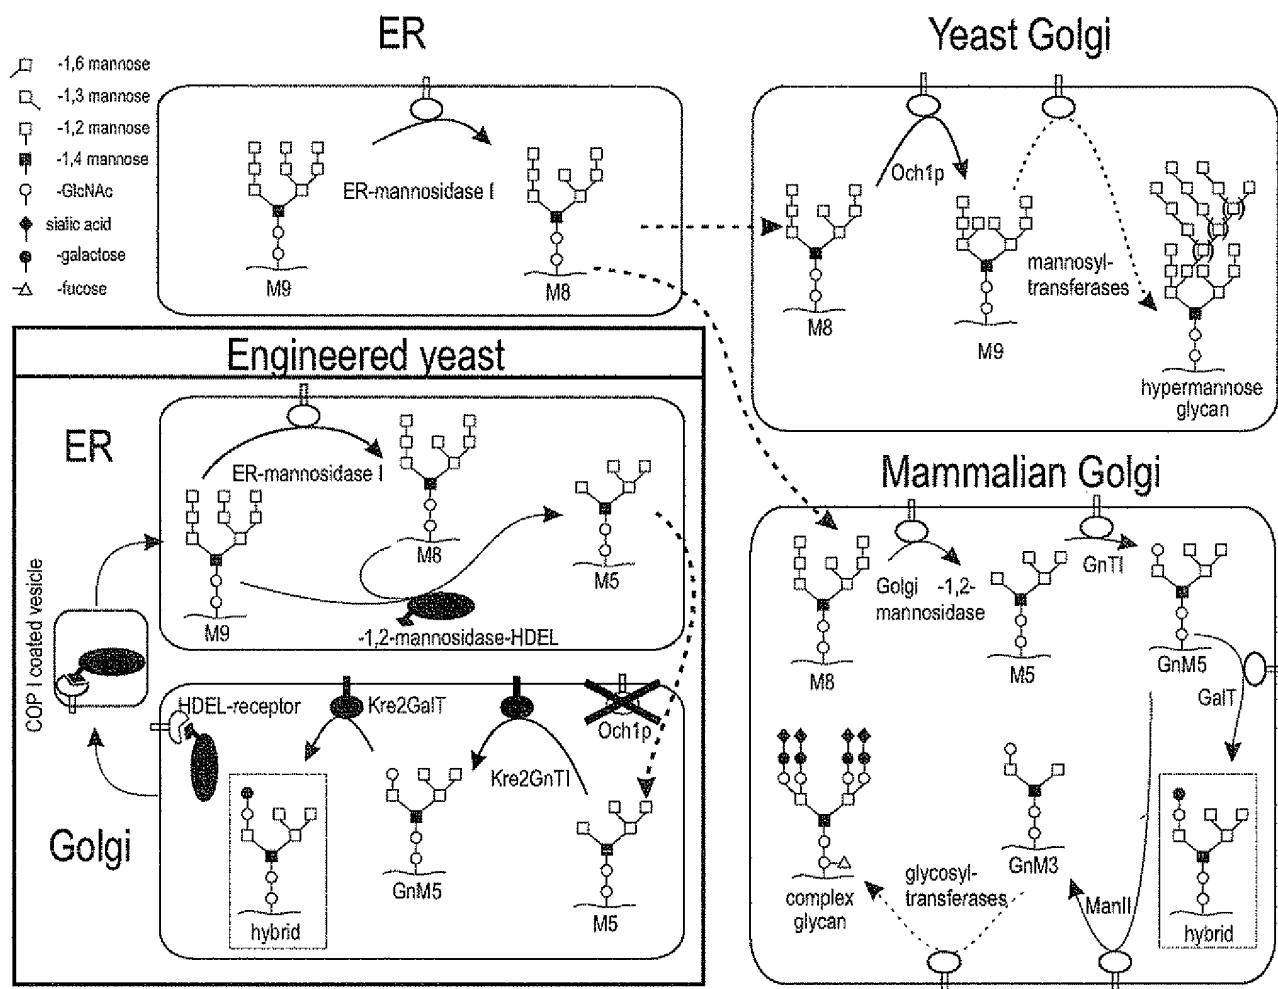 ER
-1,6 mannose
-1,3 mannose
-1,2 mannose
-1,4 mannose
-GlcNAc
sialic acid
-galactose
-fucose
ER-mannosidase I
M9
M8
Yeast Golgi
Och1p
mannosyl-
transferases
M8
M9
hypermannose
glycan
Engineered yeast
ER
ER-mannosidase I
M8
M5
M9
-1,2-mannosidase-HDEL
COP I coated vesicle
HDEL-receptor
Kre2GalT
Och1p
Kre2GnTI
Golgi
hybrid
GnM5
M5
Mammalian Golgi
GnTI
Golgi -1,2-
mannosidase
M8
M5
GnM5
GalT
GnM3
complex
glycan
glycosyl-
transferases
ManII
hybrid